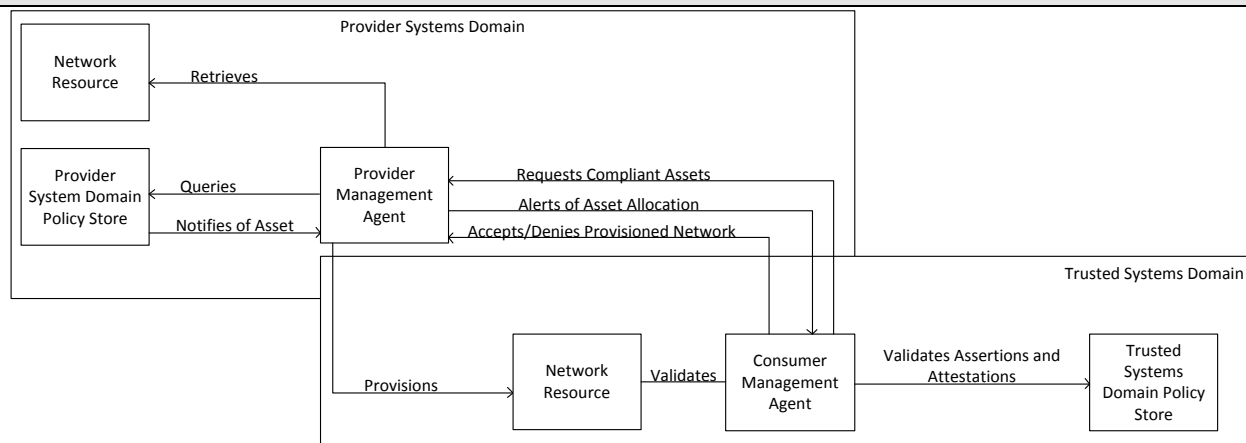 Provider Systems Domain
Network
Resource
Retrieves
Provider
System Domain
Policy Store
Queries
Notifies of Asset
Provider
Management
Agent
Requests Compliant Assets
Alerts of Asset Allocation
Accepts/Denies Provisioned Network
Trusted Systems Domain
Provisions
Network
Resource
Validates
Consumer
Management
Agent
Validates Assertions and
Attestations
Trusted
Systems
Domain Policy
Store